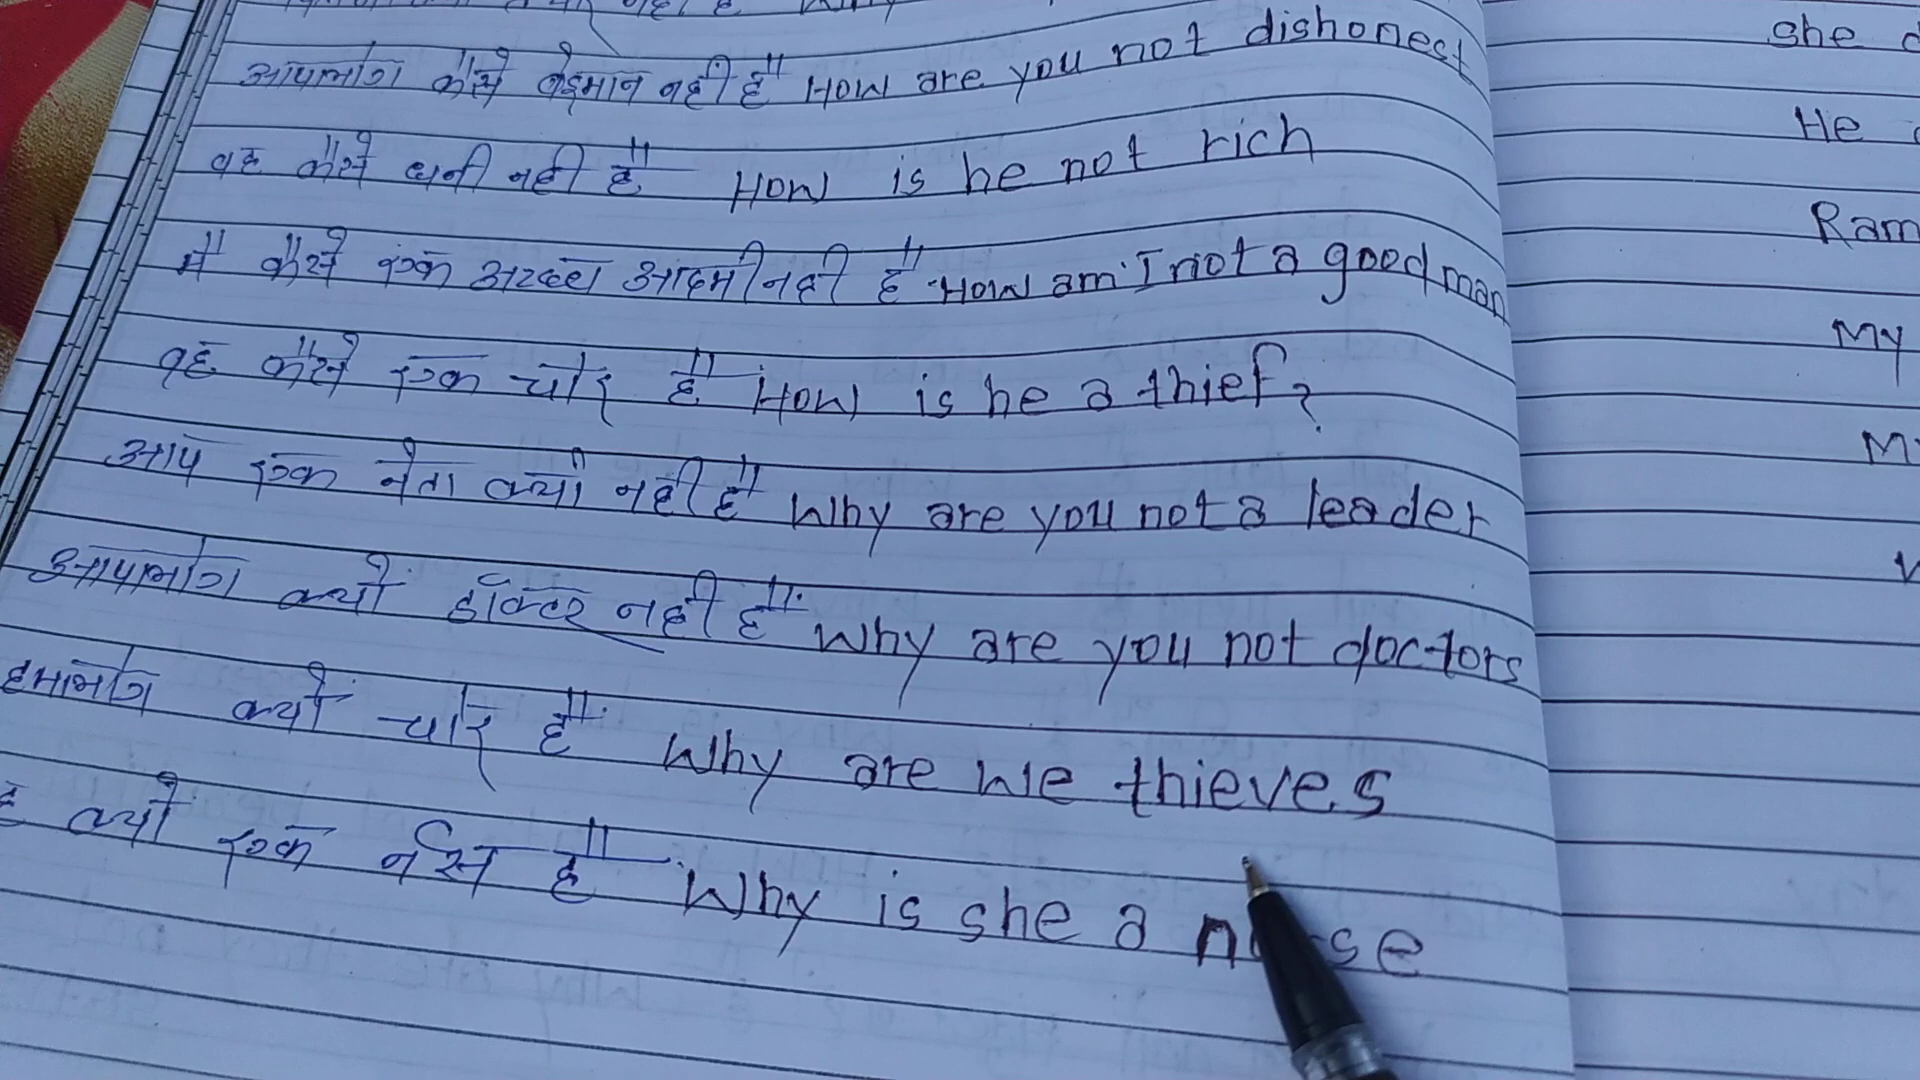 आपलोग कैसे बेइमान नही हैं How are you not dishonest
वह कैसे धनी नही है How is he not rich
मैं कैसे एक अच्छा आदमी नही हैं How am I not a good man
वह कैसे एक चोर है How is he a thief?
आप एक नेता क्यों नही हैं Why are you not a leader
आपलोग क्यों डॉक्टर नही हैं Why are you not doctors
हमलोग क्यों चोर हैं Why are we thieves
क्यों एक नर्स है Why is she a
she
He
Ram
My